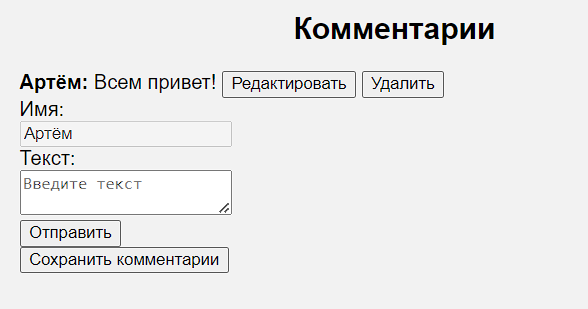 Комментарии
Артём: Всем привет! Редактировать Удалить
Имя:
Артём
Текст:
Введите текст
Отправить
Сохранить комментарии